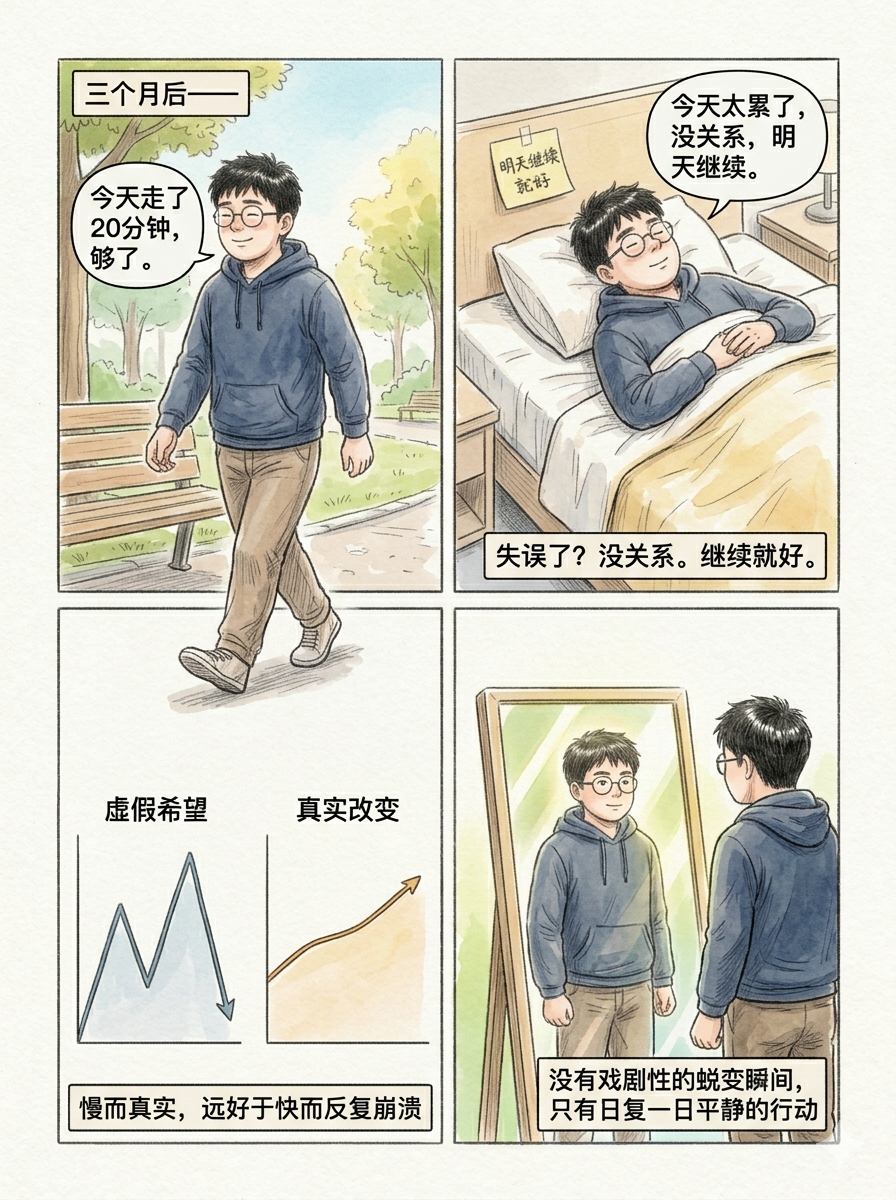 三个月后——
今天走了
20分钟，
够了。
今天太累了，
没关系，明
天继续。
明天继续
就好
失误了？没关系。继续就好。
虚假希望
真实改变
慢而真实，远好于快而反复崩溃
没有戏剧性的蜕变瞬间，
只有日复一日平静的行动